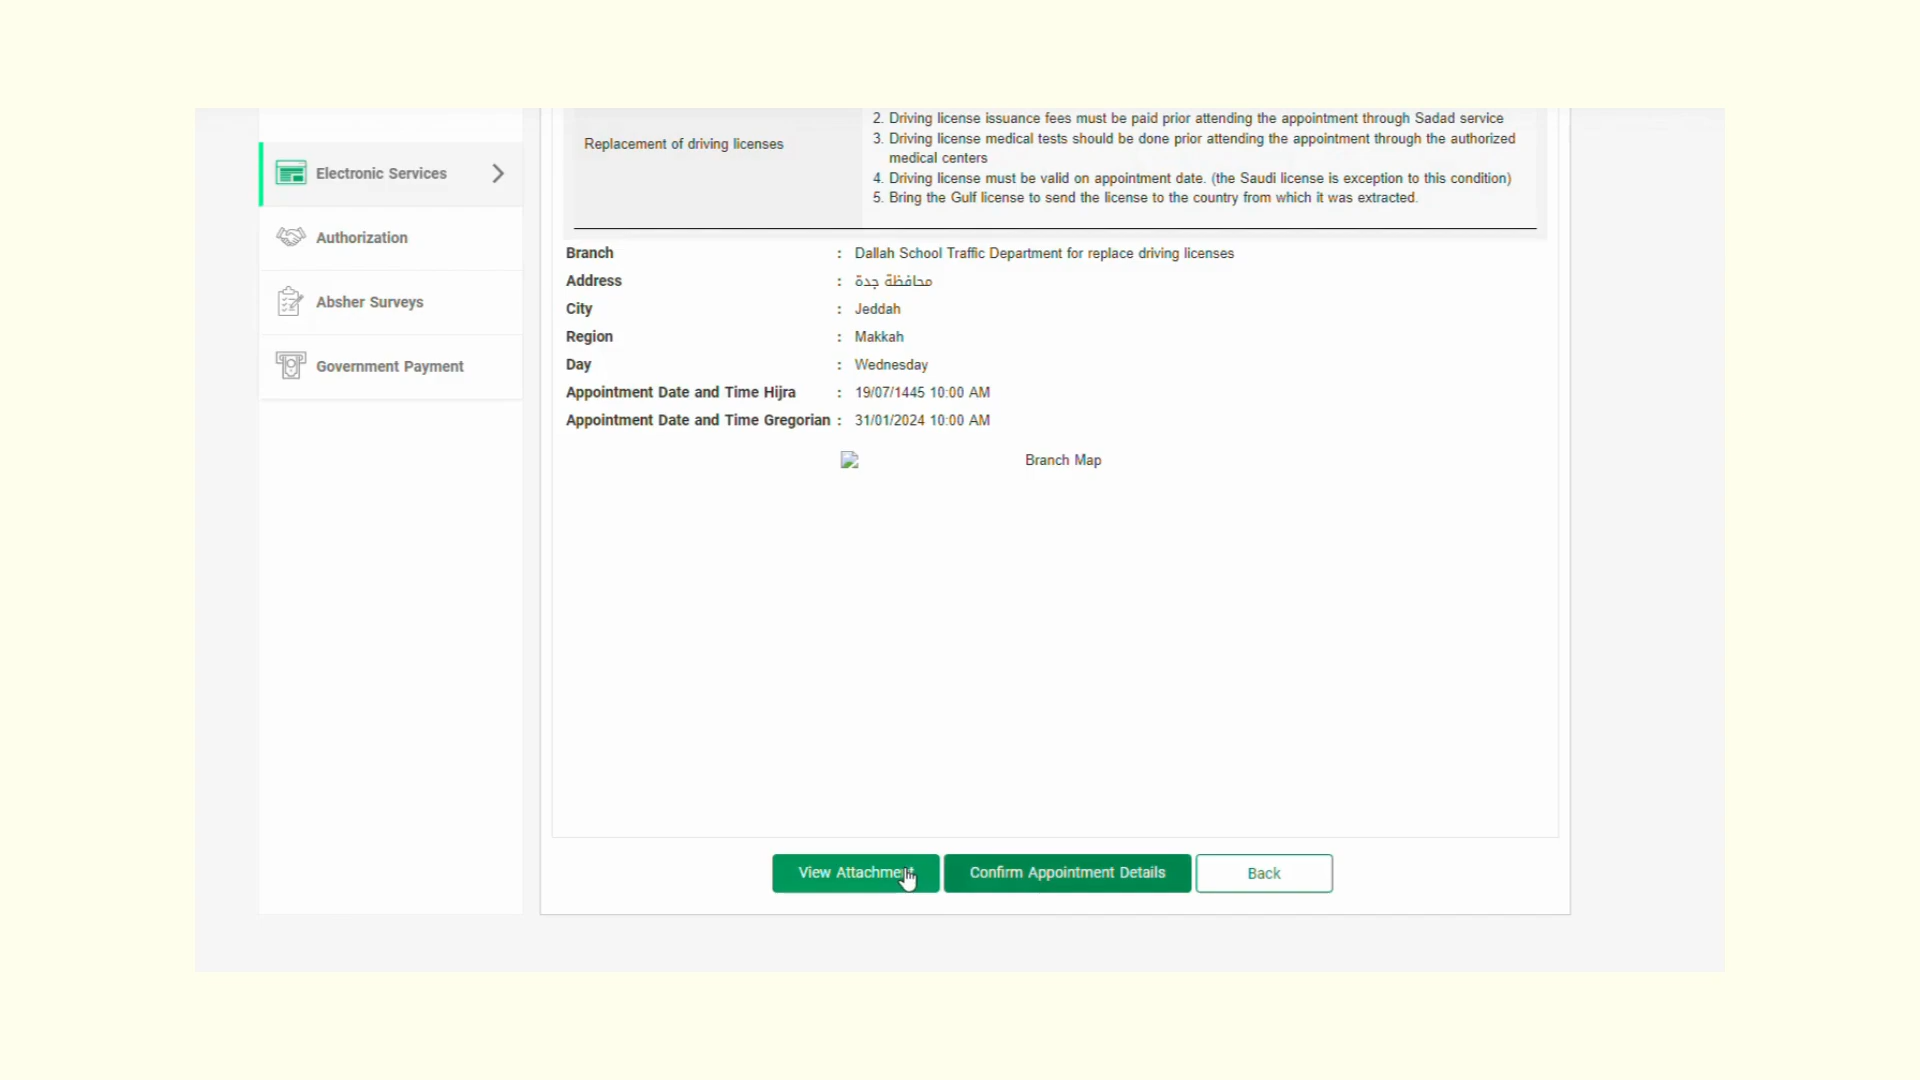 Electronic Services
Authorization
Absher Surveys
Government Payment
Replacement of driving licenses
2. Driving license issuance fees must be paid prior attending the appointment through Sadad service
3. Driving license medical tests should be done prior attending the appointment through the authorized
medical centers
4. Driving license must be valid on appointment date. (the Saudi license is exception to this condition)
5. Bring the Gulf license to send the license to the country from which it was extracted.
Branch : Dallah School Traffic Department for replace driving licenses
Address : محافظة جدة
City : Jeddah
Region : Makkah
Day : Wednesday
Appointment Date and Time Hijra : 19/07/1445 10:00 AM
Appointment Date and Time Gregorian : 31/01/2024 10:00 AM
Branch Map
View Attachment Confirm Appointment Details Back